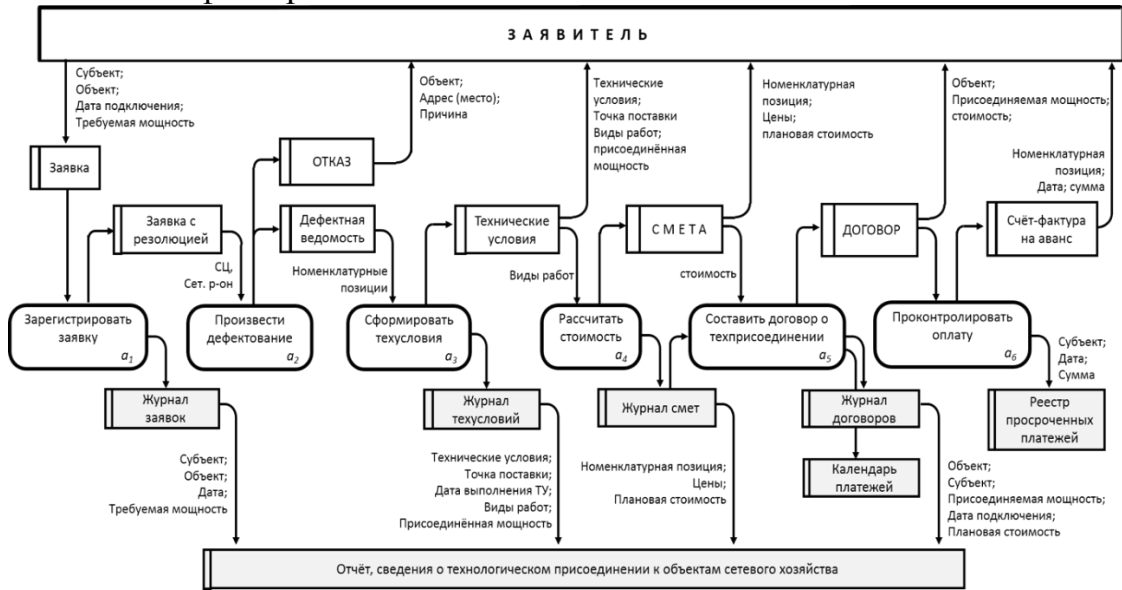 ЗАЯВИТЕЛЬ
Субъект;
Объект;
Дата подключения;
Требуемая мощность
Объект;
Адрес (место);
Причина
Технические
условия;
Точка поставки
Виды работ;
присоединённая
мощность
Номенклатурная
позиция;
Цены;
плановая стоимость
Объект;
Присоединяемая мощность;
стоимость;
Номенклатурная
позиция;
Дата; сумма
Заявка
ОТКАЗ
Заявка с
резолюцией
Дефектная
ведомость
Технические
условия
СМЕТА
ДОГОВОР
Счёт-фактура
на аванс
СЦ,
Сет. р-он
Номенклатурные
позиции
Виды работ
стоимость
Зарегистрировать
заявку
a1
Произвести
дефектование
a2
Сформировать
техусловия
a3
Рассчитать
стоимость
a4
Составить договор о
техприсоединении
a5
Проконтролировать
оплату
a6
Субъект;
Дата;
Сумма
Журнал
заявок
Журнал
техусловий
Журнал смет
Журнал
договоров
Реестр
просроченных
платежей
Календарь
платежей
Субъект;
Объект;
Дата;
Требуемая мощность
Технические условия;
Точка поставки;
Дата выполнения ТУ;
Виды работ;
Присоединённая мощность
Номенклатурная позиция;
Цены;
Плановая стоимость
Объект;
Субъект;
Присоединяемая мощность;
Дата подключения;
Плановая стоимость
Отчёт, сведения о технологическом присоединении к объектам сетевого хозяйства